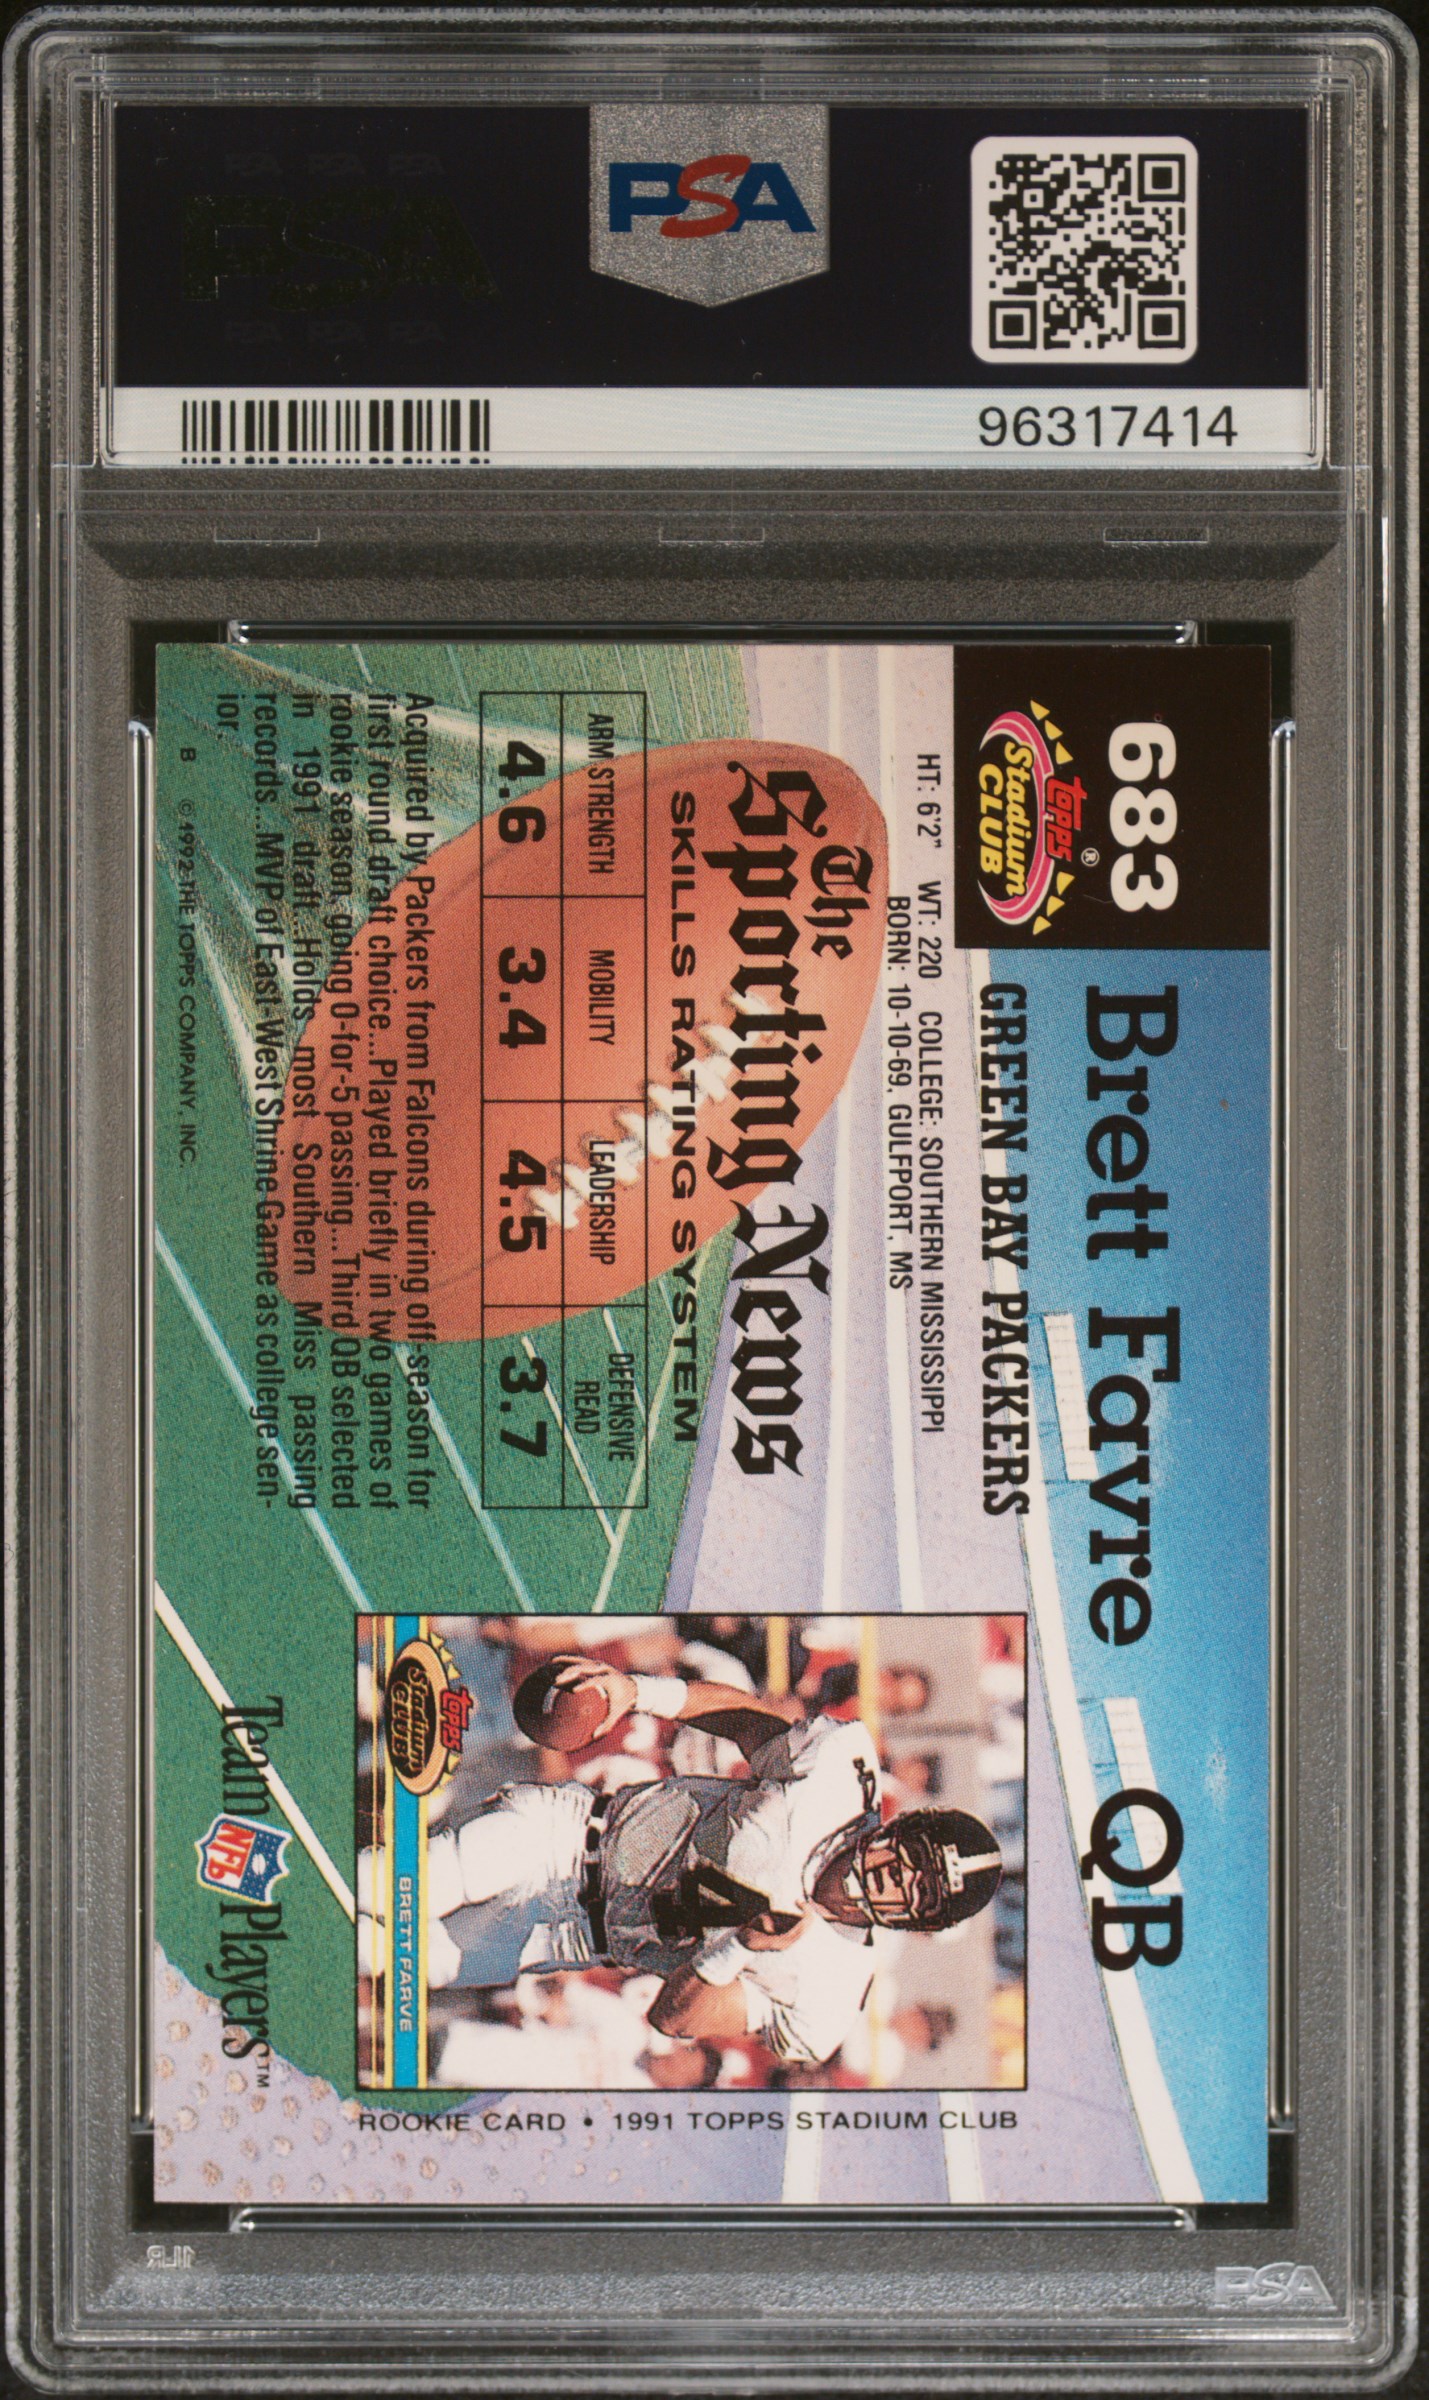 PSA
96317414
683
Topps®
Stadium
CLUB
Brett Favre QB
GREEN BAY PACKERS
HT: 6'2" WT: 220 COLLEGE: SOUTHERN MISSISSIPPI
BORN: 10-10-69, GULFPORT, MS
The
Sporting News
SKILLS RATING SYSTEM
ARM STRENGTH MOBILITY LEADERSHIP DEFENSIVE READ
4.6 3.4 4.5 3.7
Acquired by Packers from Falcons during off-season for
first round draft choice...Played briefly in two games of
rookie season, going 0-for-5 passing...Third QB selected
in 1991 draft...Holds most Southern Miss passing
records...MVP of East-West Shrine Game as college sen-
ior.
B © 1992 THE TOPPS COMPANY, INC.
4
Topps
Stadium
CLUB
BRETT FARVE
ROOKIE CARD • 1991 TOPPS STADIUM CLUB
Team NFL Players™
1LR
PSA